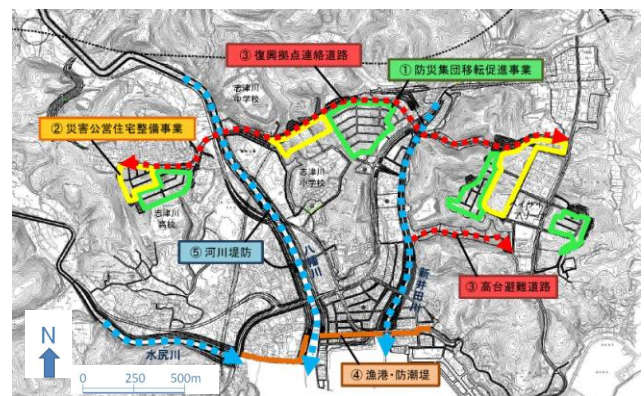 ③ 復興拠点連絡道路
① 防災集団移転促進事業
志津川
中学校
② 災害公営住宅整備事業
志津川
小学校
志津川
高校
⑤ 河川堤防
八幡川
新井田川
③ 高台避難道路
N
水尻川
④ 漁港・防潮堤
0 250 500m